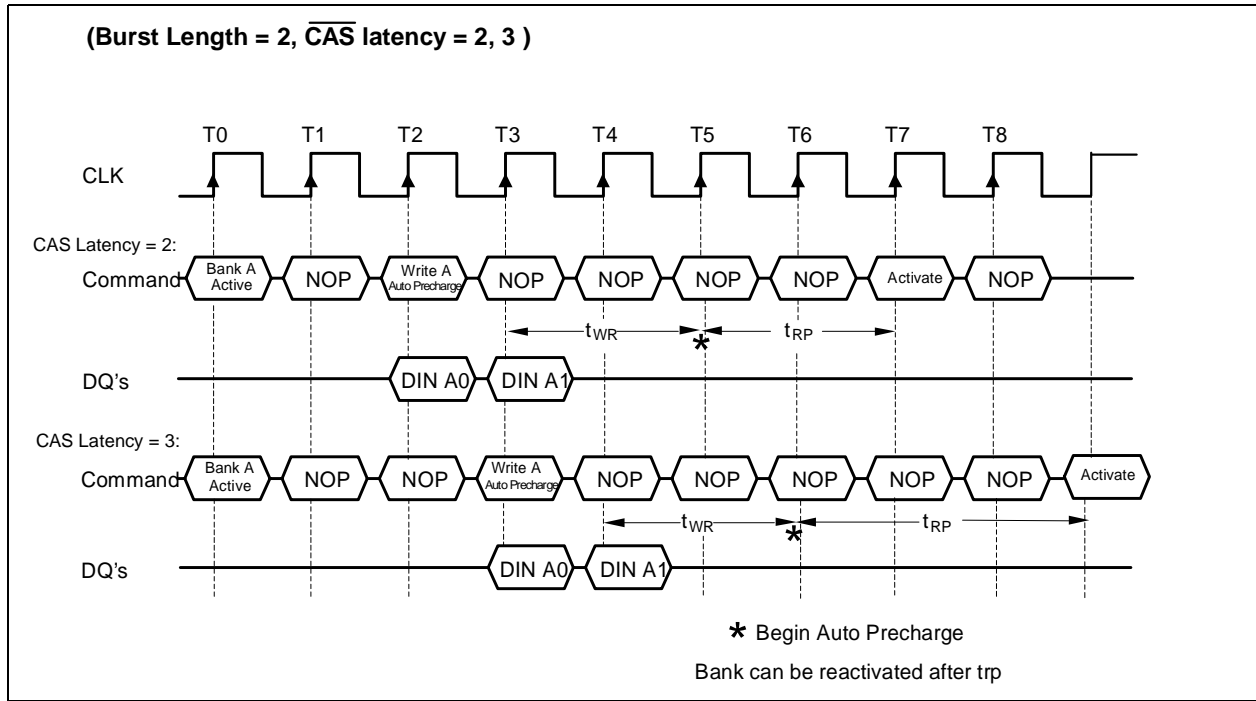 (Burst Length = 2, CAS latency = 2, 3 )
T0 T1 T2 T3 T4 T5 T6 T7 T8
CLK
CAS Latency = 2:
Command Bank A Active NOP Write A Auto Precharge NOP NOP NOP NOP Activate NOP
tWR * tRP
DQ's DIN A0 DIN A1
CAS Latency = 3:
Command Bank A Active NOP NOP Write A Auto Precharge NOP NOP NOP NOP NOP Activate
tWR * tRP
DQ's DIN A0 DIN A1
* Begin Auto Precharge
Bank can be reactivated after trp